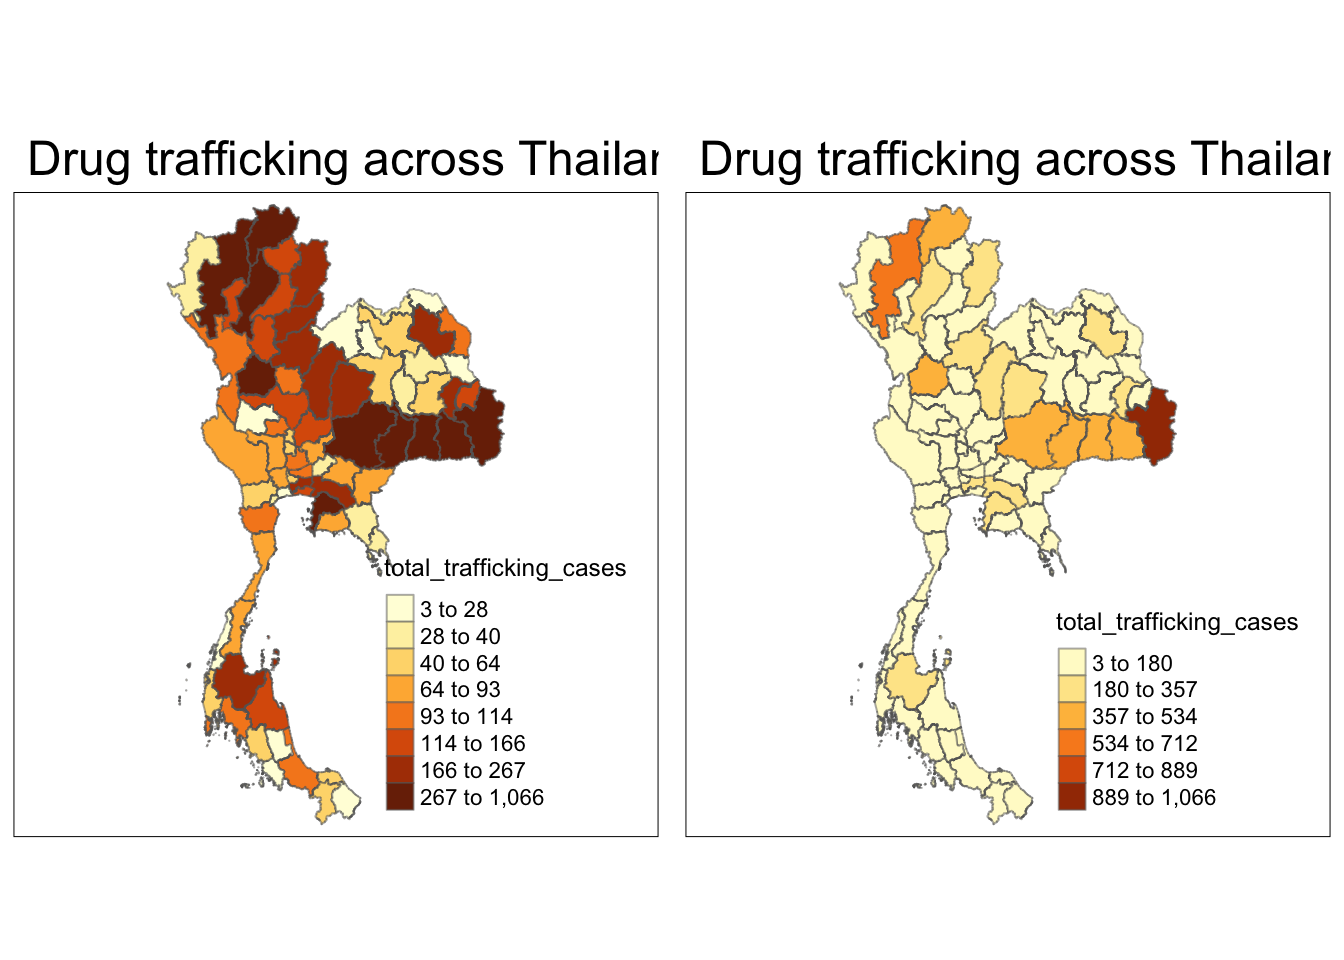 Drug trafficking across Thailan
total_trafficking_cases
3 to 28
28 to 40
40 to 64
64 to 93
93 to 114
114 to 166
166 to 267
267 to 1,066
Drug trafficking across Thailan
total_trafficking_cases
3 to 180
180 to 357
357 to 534
534 to 712
712 to 889
889 to 1,066